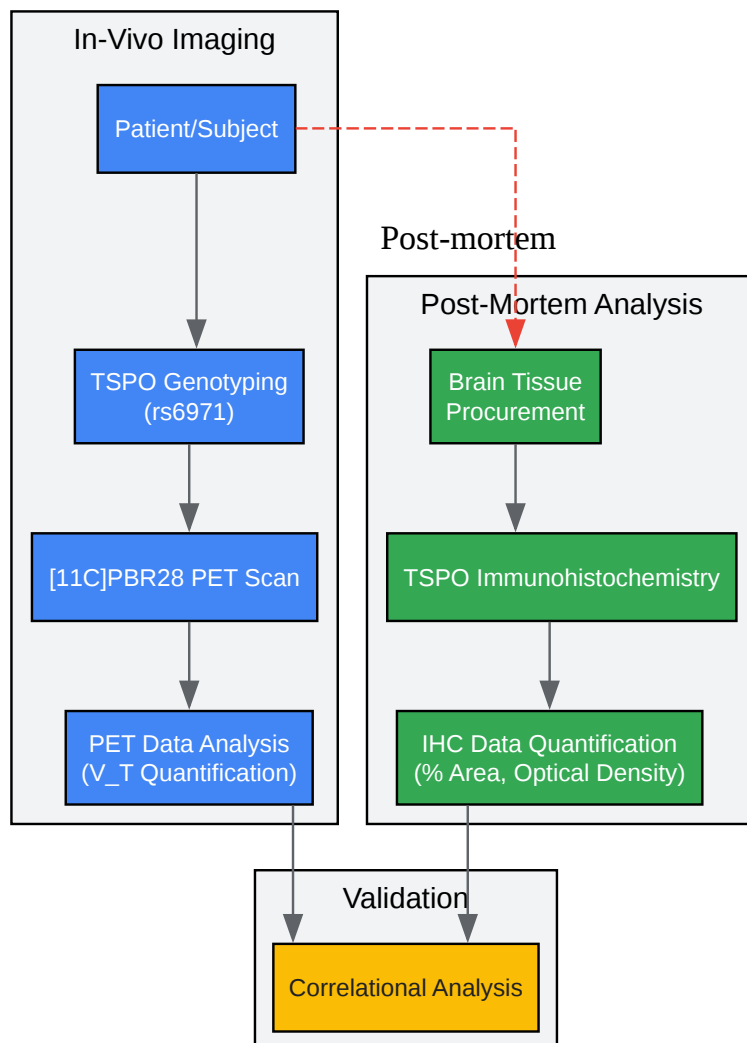 In-Vivo Imaging
Patient/Subject
Post-mortem
Post-Mortem Analysis
TSPO Genotyping
(rs6971)
Brain Tissue
Procurement
[11C]PBR28 PET Scan
TSPO Immunohistochemistry
PET Data Analysis
(V_T Quantification)
IHC Data Quantification
(% Area, Optical Density)
Validation
Correlational Analysis